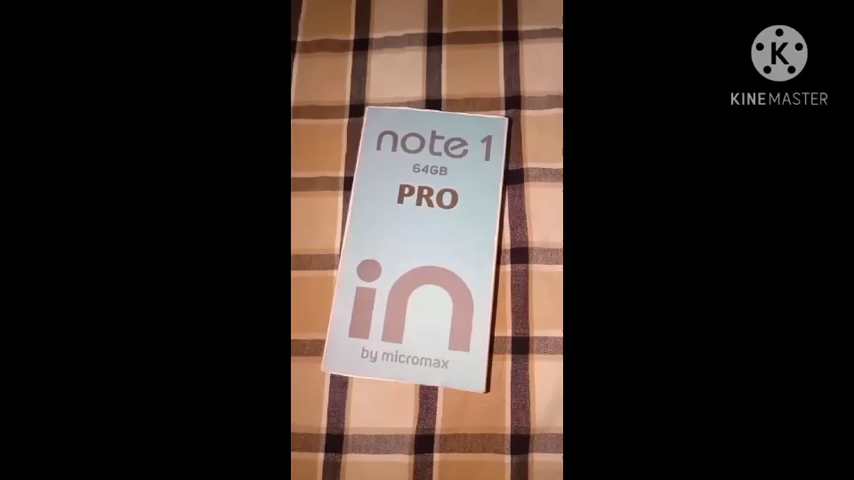 note 1
64GB
PRO
in
by micromax
K
KINEMASTER